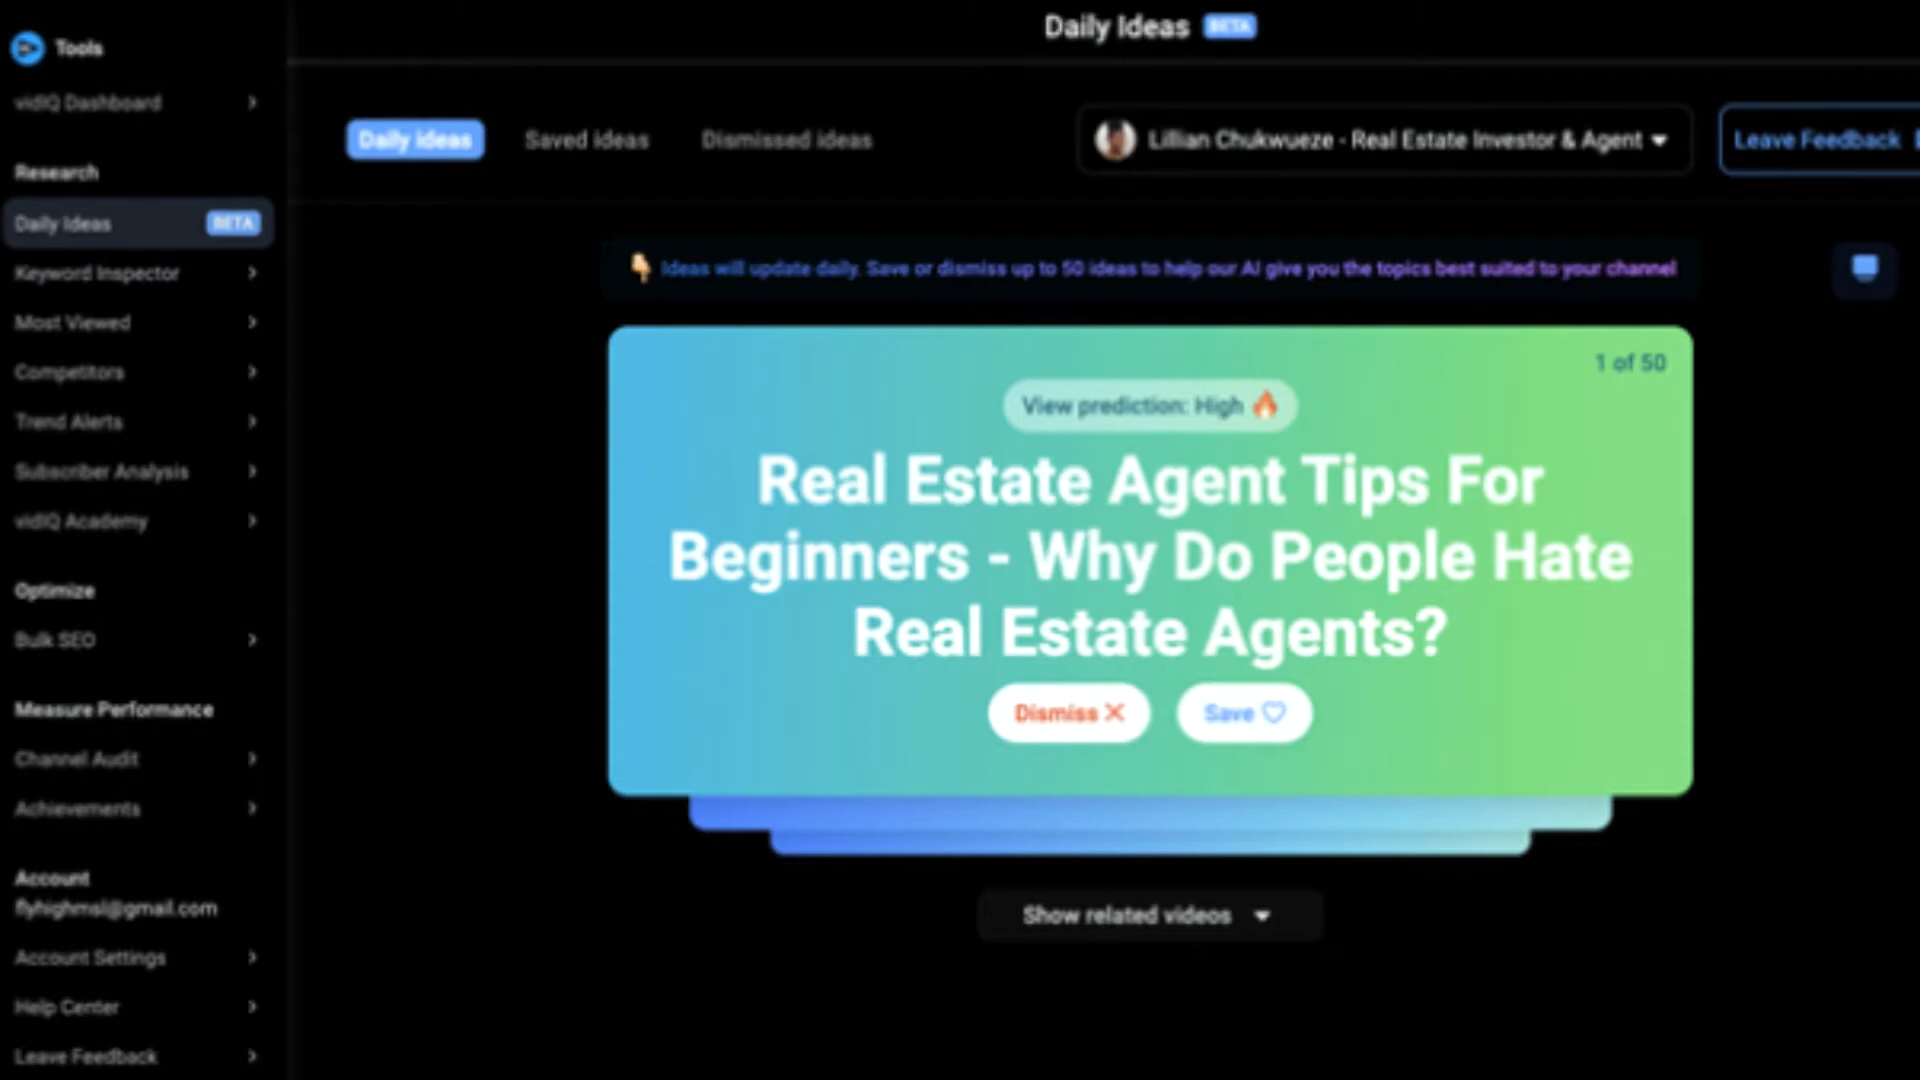 Tools
vidIQ Dashboard
Research
Daily Ideas BETA
Keyword Inspector
Most Viewed
Competitors
Trend Alerts
Subscriber Analysis
vidIQ Academy
Optimize
Bulk SEO
Measure Performance
Channel Audit
Achievements
Account
flyhighmsl@gmail.com
Account Settings
Help Center
Leave Feedback
Daily Ideas BETA
Daily ideas Saved ideas Dismissed ideas Lillian Chukwueze - Real Estate Investor & Agent Leave Feedback
Ideas will update daily. Save or dismiss up to 50 ideas to help our AI give you the topics best suited to your channel
1 of 50
View prediction: High
Real Estate Agent Tips For
Beginners - Why Do People Hate
Real Estate Agents?
Dismiss Save
Show related videos